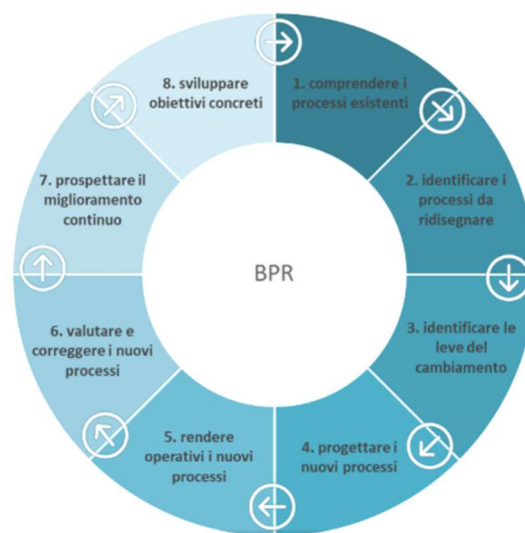 1. comprendere i
processi esistenti
2. identificare i
processi da
ridisegnare
3. identificare le
leve del
cambiamento
4. progettare i
nuovi processi
5. rendere
operativi i nuovi
processi
6. valutare e
correggere i nuovi
processi
7. prospettare il
miglioramento
continuo
8. sviluppare
obiettivi concreti
BPR